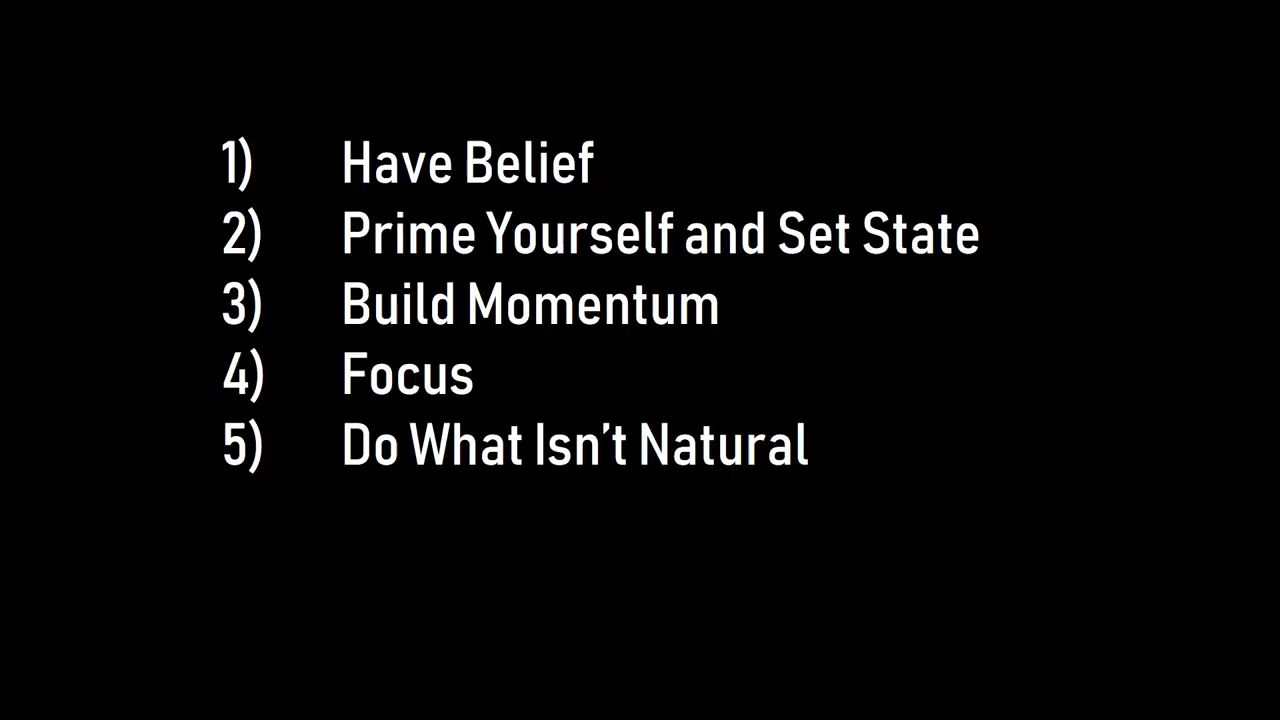 1) Have Belief
2) Prime Yourself and Set State
3) Build Momentum
4) Focus
5) Do What Isn’t Natural